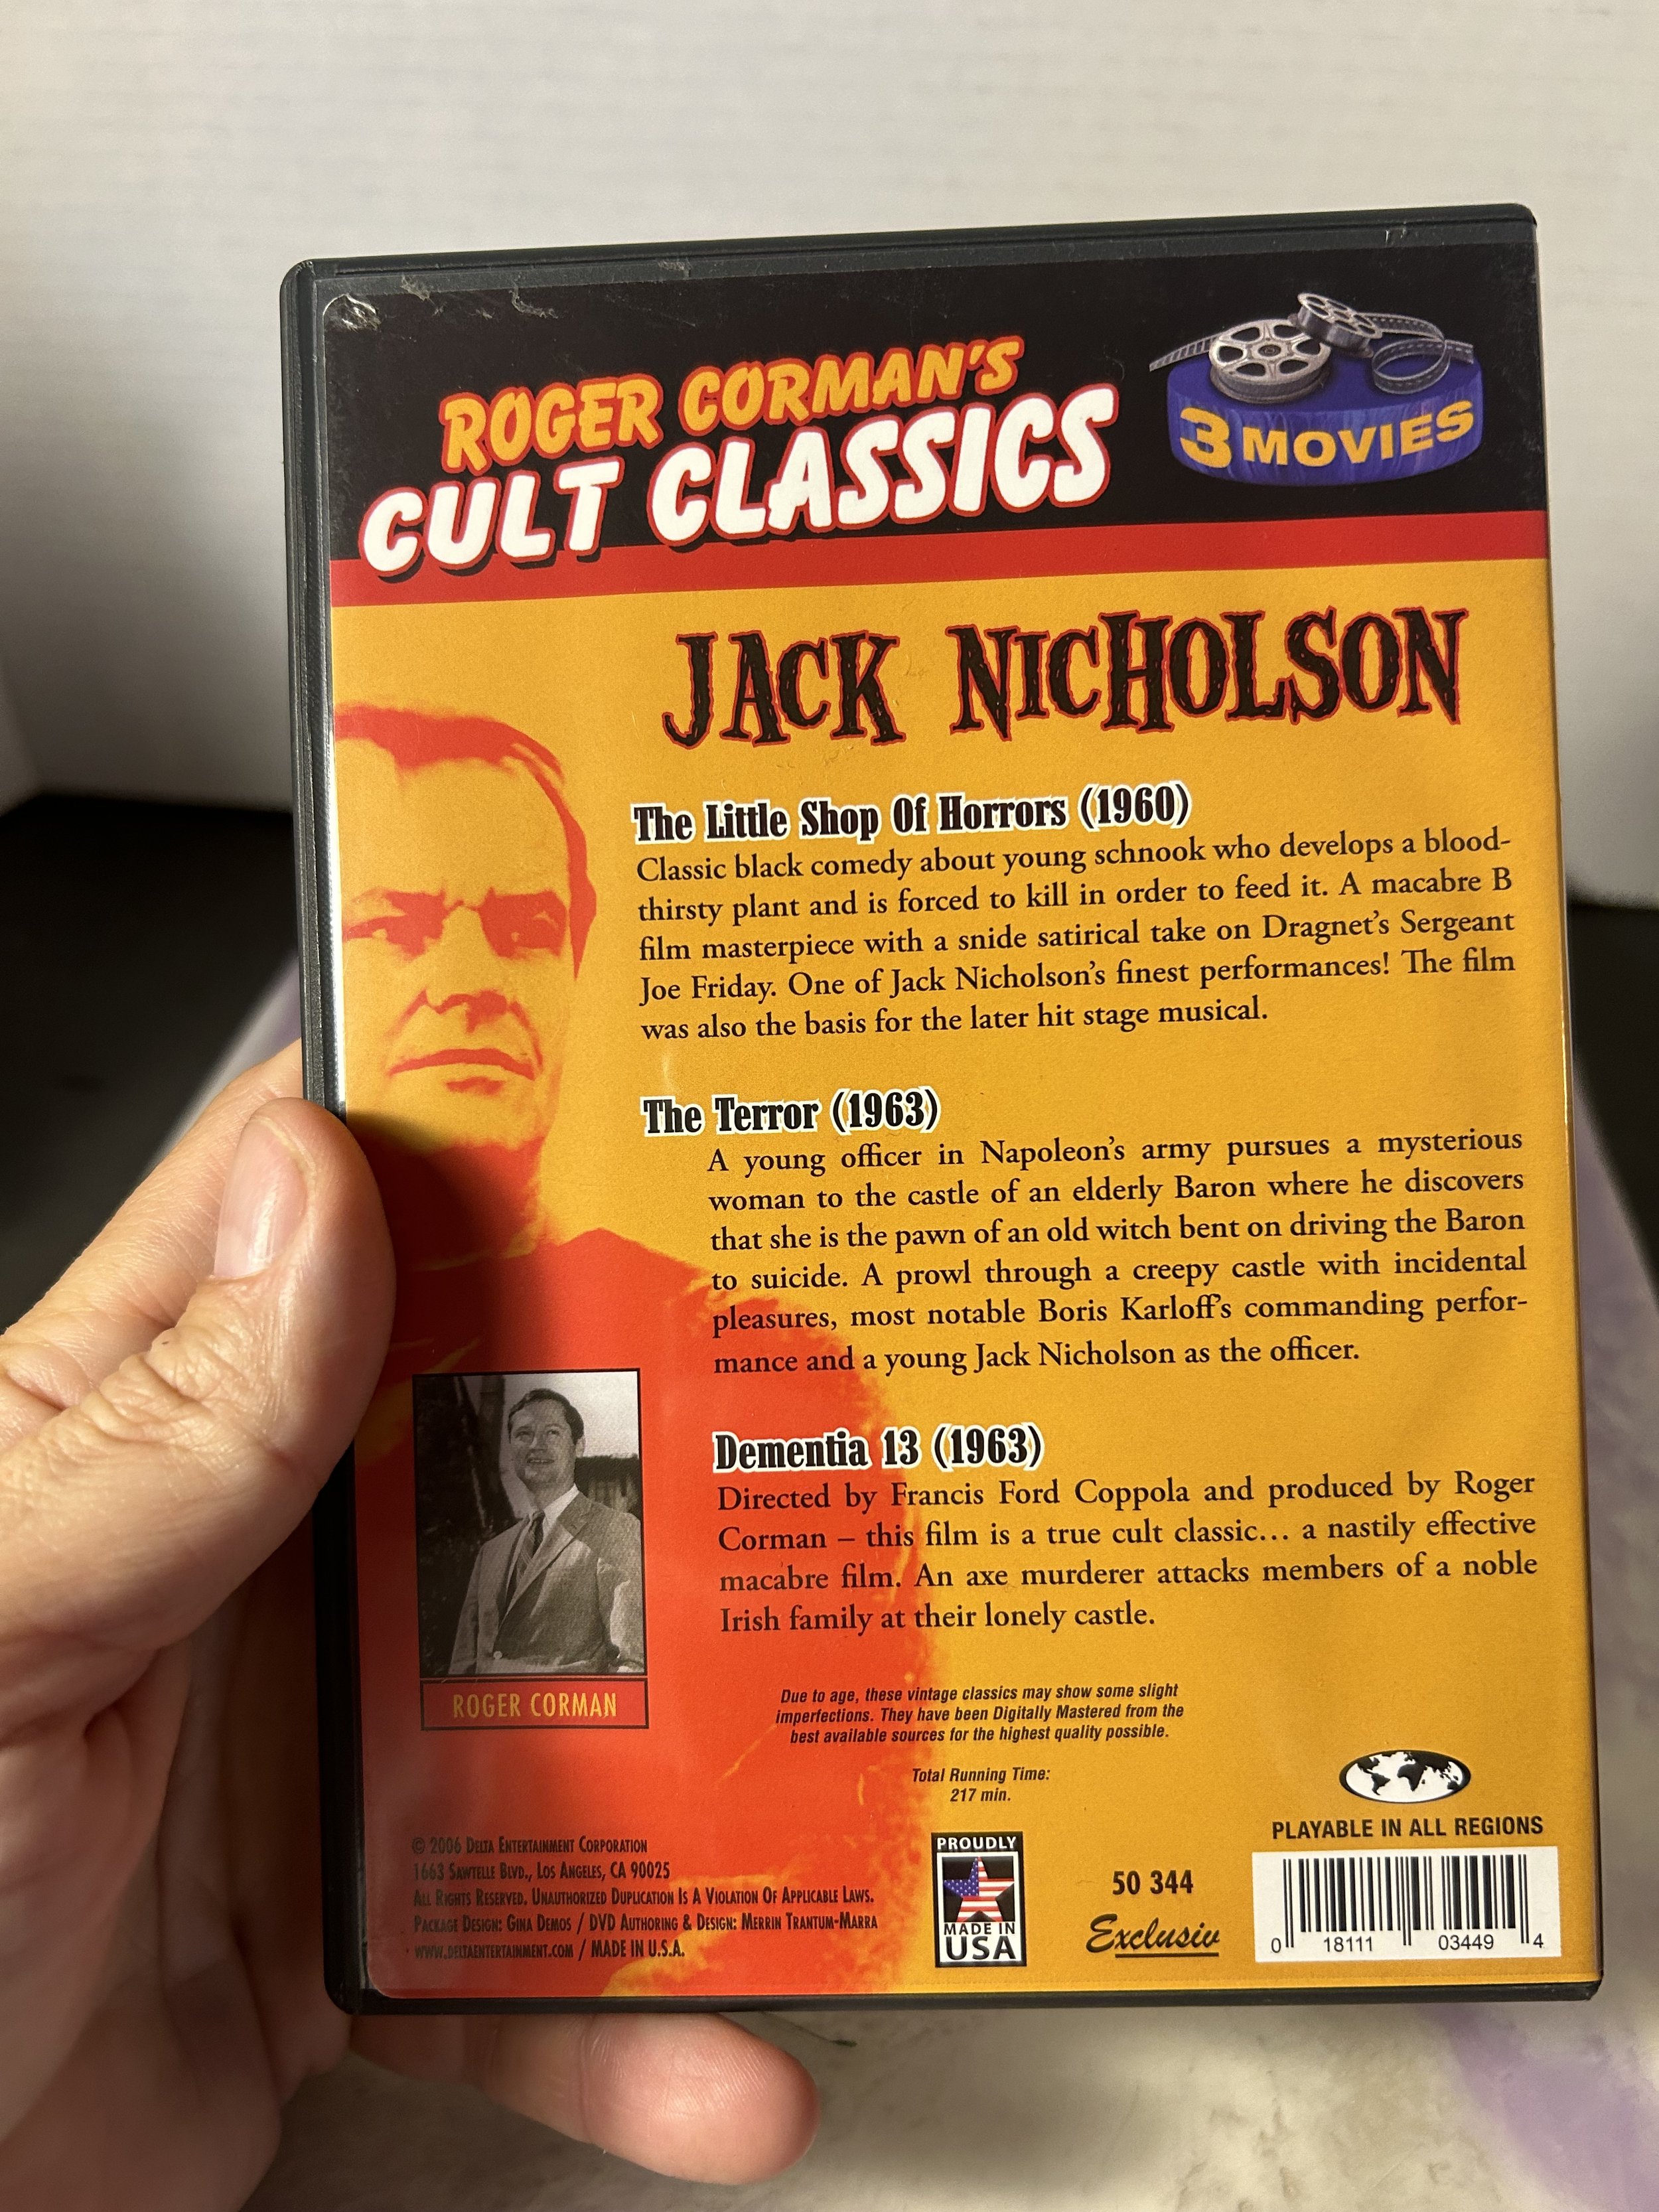 ROGER CORMAN'S
CULT CLASSICS
3 MOVIES
JACK NICHOLSON
The Little Shop Of Horrors (1960)
Classic black comedy about young schnook who develops a blood-
thirsty plant and is forced to kill in order to feed it. A macabre B
film masterpiece with a snide satirical take on Dragnet's Sergeant
Joe Friday. One of Jack Nicholson's finest performances! The film
was also the basis for the later hit stage musical.
The Terror (1963)
A young officer in Napoleon's army pursues a mysterious
woman to the castle of an elderly Baron where he discovers
that she is the pawn of an old witch bent on driving the Baron
to suicide. A prowl through a creepy castle with incidental
pleasures, most notable Boris Karloff's commanding perfor-
mance and a young Jack Nicholson as the officer.
Dementia 13 (1963)
Directed by Francis Ford Coppola and produced by Roger
Corman – this film is a true cult classic... a nastily effective
macabre film. An axe murderer attacks members of a noble
Irish family at their lonely castle.
ROGER CORMAN
Due to age, these vintage classics may show some slight
imperfections. They have been Digitally Mastered from the
best available sources for the highest quality possible.
Total Running Time:
217 min.
© 2006 DELTA ENTERTAINMENT CORPORATION
1663 SAWTELLE BLVD., LOS ANGELES, CA 90025
ALL RIGHTS RESERVED. UNAUTHORIZED DUPLICATION IS A VIOLATION OF APPLICABLE LAWS.
PACKAGE DESIGN: GINA DEMOS / DVD AUTHORING & DESIGN: MERRIN TRANTUM-MARRA
WWW.DELTAENTERTAINMENT.COM / MADE IN U.S.A.
PROUDLY
MADE IN
USA
50 344
Exclusiv
PLAYABLE IN ALL REGIONS
0 18111 03449 4